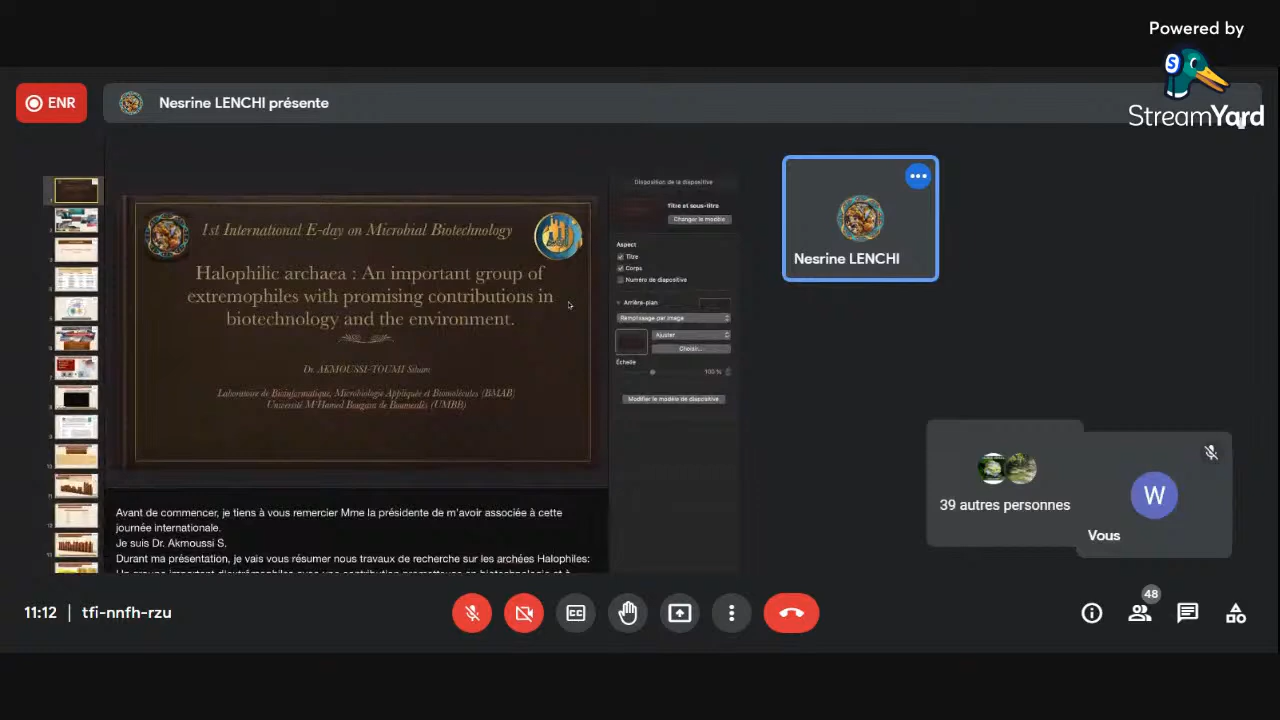 Powered by
StreamYard
ENR
Nesrine LENCHI présente
1st International E-day on Microbial Biotechnology
Halophilic archaea : An important group of
extremophiles with promising contributions in
biotechnology and the environment.
Dr. AKMOUSSI-TOUMI Siham
Laboratoire de Bioinformatique, Microbiologie Appliquée et Biomolécules (BMAB)
Université M'Hamed Bougara de Boumerdès (UMBB)
Avant de commencer, je tiens à vous remercier Mme la présidente de m'avoir associée à cette
journée internationale.
Je suis Dr. Akmoussi S.
Durant ma présentation, je vais vous résumer nous travaux de recherche sur les archées Halophiles:
Disposition de la diapositive
Titre et sous-titre
Changer le modèle
Aspect
Titre
Corps
Numéro de diapositive
Arrière-plan
Remplissage par image
Ajuster
Choisir...
Échelle
100 %
Modifier le modèle de diapositive
Nesrine LENCHI
39 autres personnes
W
Vous
11:12 | tfi-nnfh-rzu
CC
48